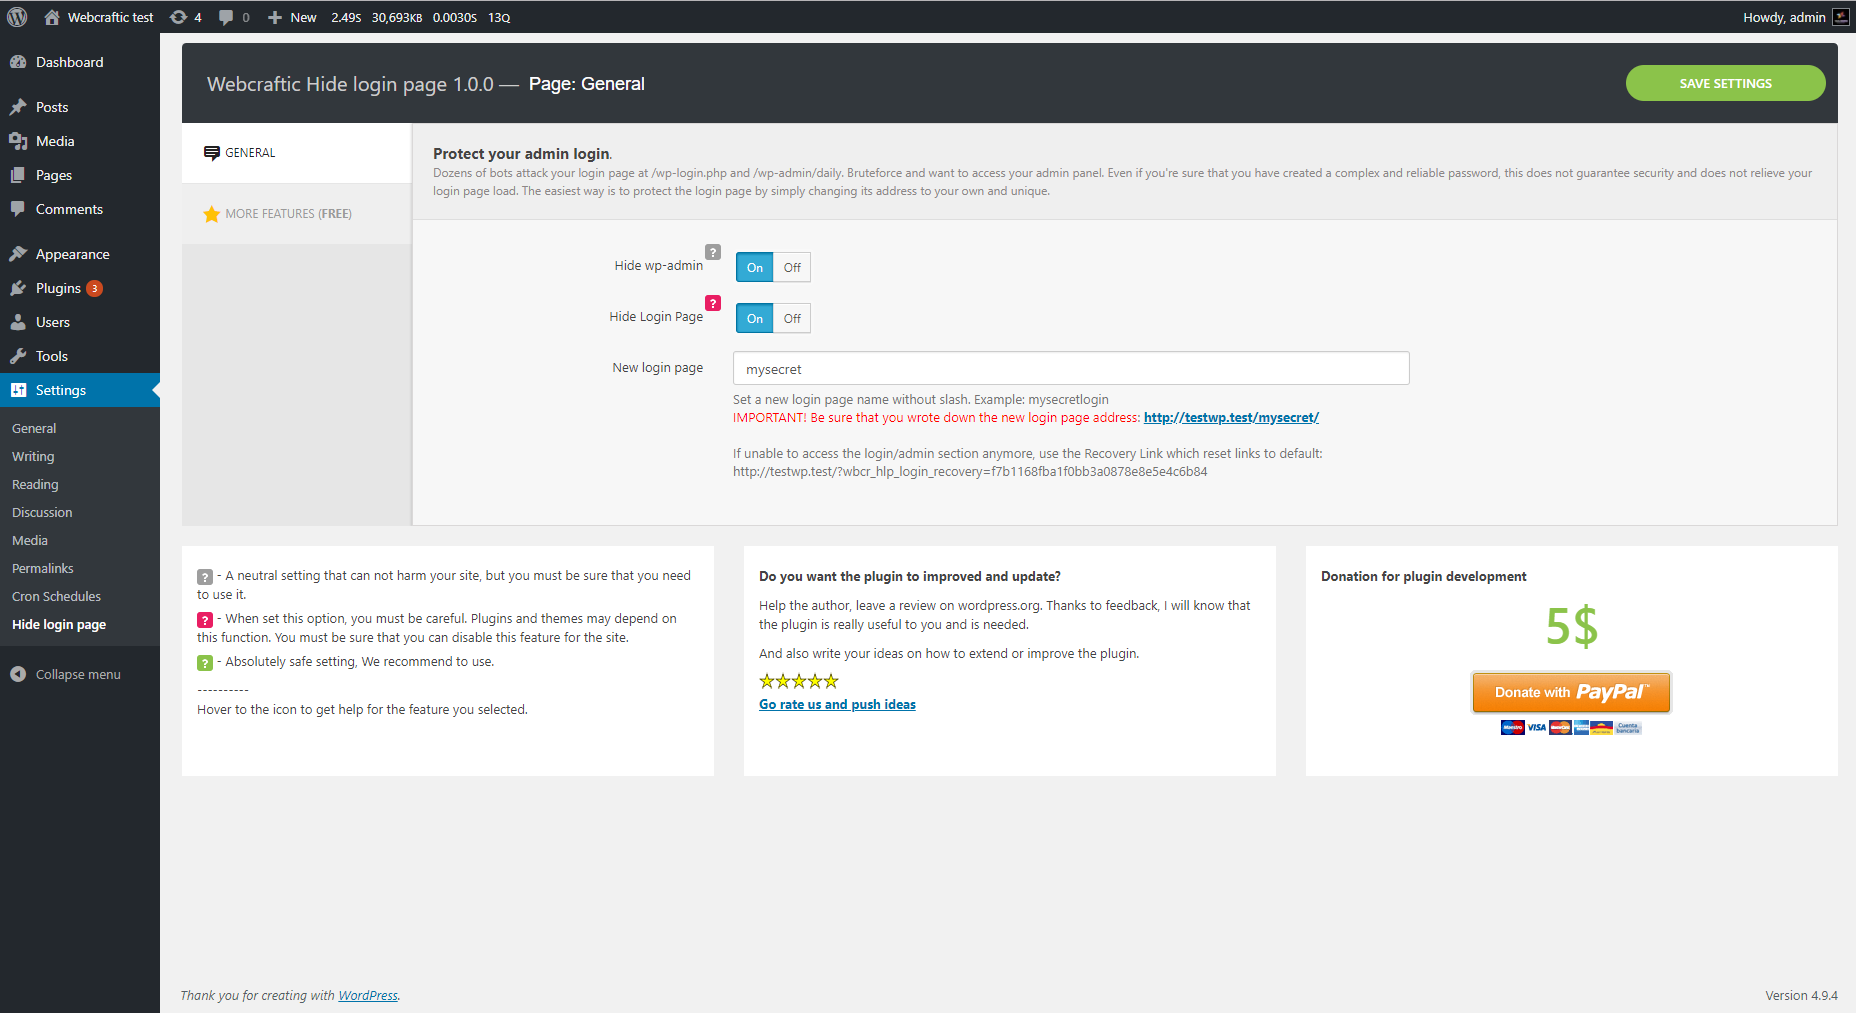 Webcraftic test
4
0
New
2.49S 30,693KB 0.0030S 13Q
Howdy, admin
Dashboard
Posts
Media
Pages
Comments
Appearance
Plugins 3
Users
Tools
Settings
General
Writing
Reading
Discussion
Media
Permalinks
Cron Schedules
Hide login page
Collapse menu
Webcraftic Hide login page 1.0.0 — Page: General
SAVE SETTINGS
GENERAL
MORE FEATURES (FREE)
Protect your admin login.
Dozens of bots attack your login page at /wp-login.php and /wp-admin/daily. Bruteforce and want to access your admin panel. Even if you're sure that you have created a complex and reliable password, this does not guarantee security and does not relieve your
login page load. The easiest way is to protect the login page by simply changing its address to your own and unique.
Hide wp-admin ? On Off
Hide Login Page ? On Off
New login page mysecret
Set a new login page name without slash. Example: mysecretlogin
IMPORTANT! Be sure that you wrote down the new login page address: http://testwp.test/mysecret/
If unable to access the login/admin section anymore, use the Recovery Link which reset links to default:
http://testwp.test/?wbcr_hlp_login_recovery=f7b1168fba1f0bb3a0878e8e5e4c6b84
? - A neutral setting that can not harm your site, but you must be sure that you need
to use it.
? - When set this option, you must be careful. Plugins and themes may depend on
this function. You must be sure that you can disable this feature for the site.
? - Absolutely safe setting, We recommend to use.
----------
Hover to the icon to get help for the feature you selected.
Do you want the plugin to improved and update?
Help the author, leave a review on wordpress.org. Thanks to feedback, I will know that
the plugin is really useful to you and is needed.
And also write your ideas on how to extend or improve the plugin.
Go rate us and push ideas
Donation for plugin development
5$
Donate with PayPal™
Maestro VISA MasterCard Cuenta
bancaria
Thank you for creating with WordPress.
Version 4.9.4